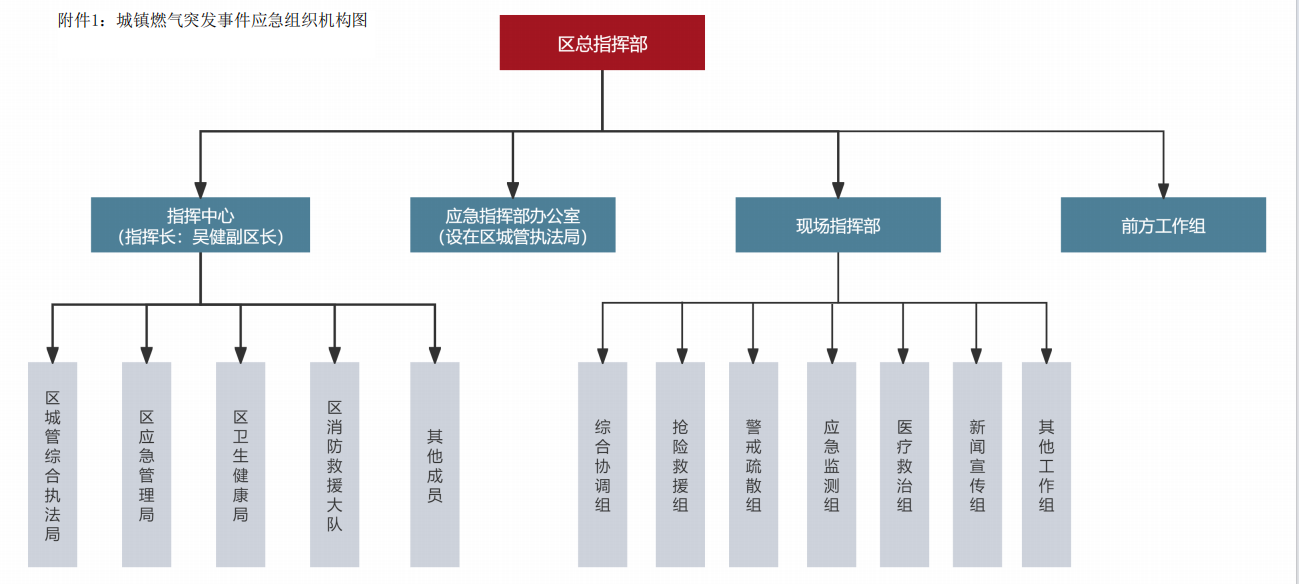 附件1：城镇燃气突发事件应急组织机构图
区总指挥部
指挥中心
（指挥长：吴健副区长）
应急指挥部办公室
（设在区城管执法局）
现场指挥部
前方工作组
区城管综合执法局
区应急管理局
区卫生健康局
区消防救援大队
其他成员
综合协调组
抢险救援组
警戒疏散组
应急监测组
医疗救治组
新闻宣传组
其他工作组